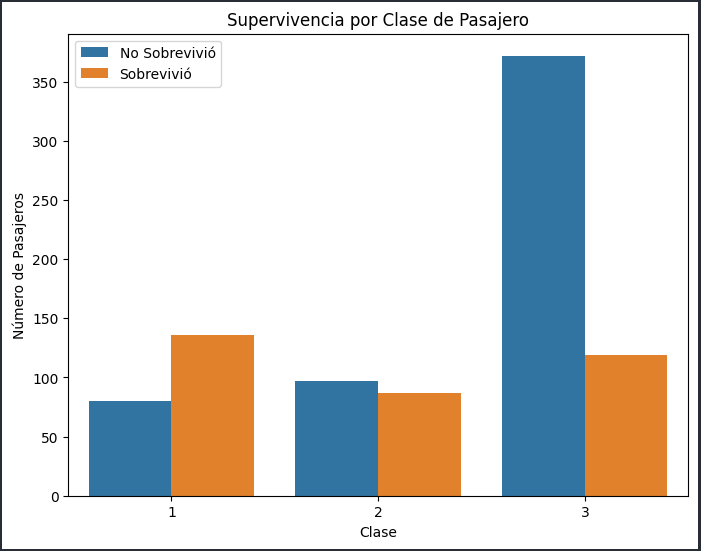 Supervivencia por Clase de Pasajero
No Sobrevivió
Sobrevivió
Número de Pasajeros
350
300
250
200
150
100
50
0
1
2
3
Clase